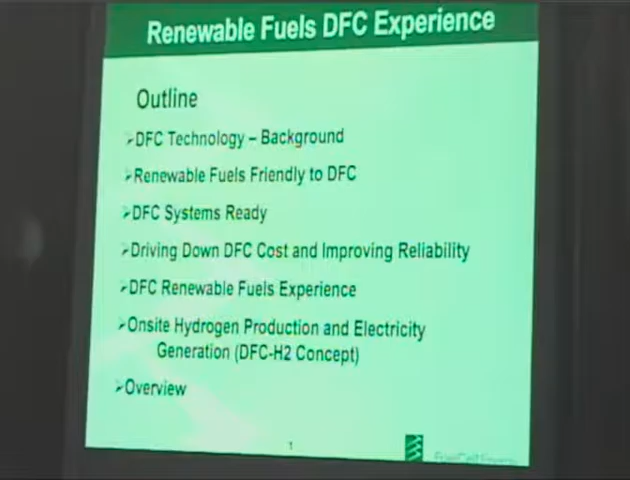 Renewable Fuels DFC Experience
Outline
➢DFC Technology – Background
➢Renewable Fuels Friendly to DFC
➢DFC Systems Ready
➢Driving Down DFC Cost and Improving Reliability
➢DFC Renewable Fuels Experience
➢Onsite Hydrogen Production and Electricity
Generation (DFC-H2 Concept)
➢Overview
1